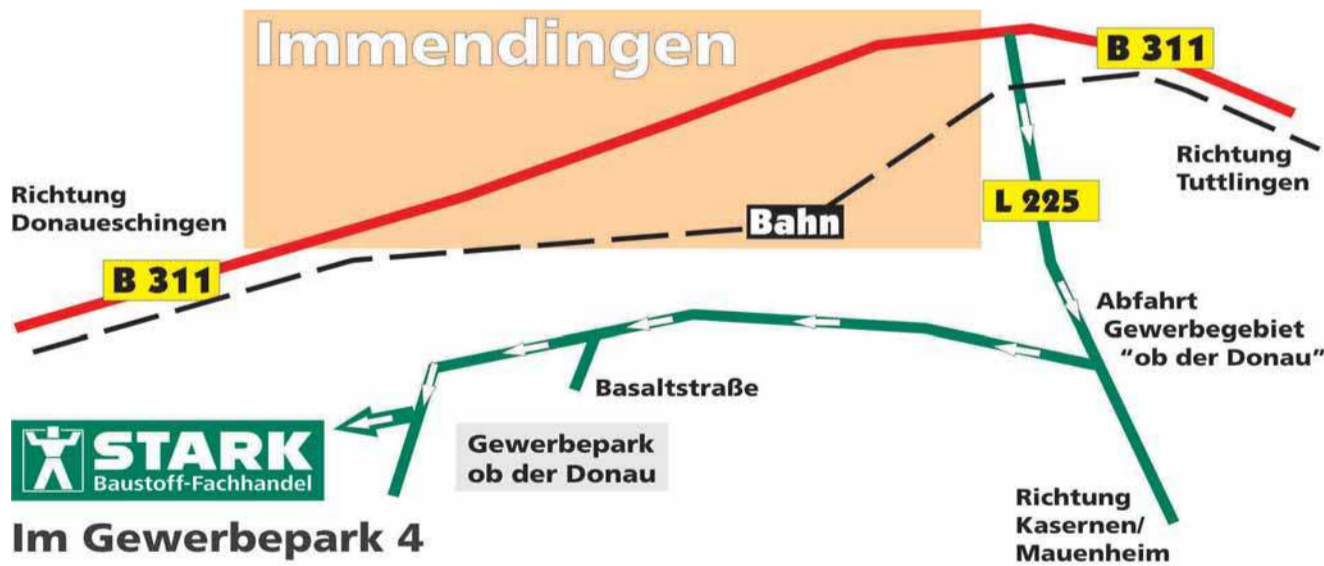 Immendingen
B 311
Richtung
Tuttlingen
Richtung
Donaueschingen
L 225
Bahn
B 311
Abfahrt
Gewerbegebiet
“ob der Donau”
Basaltstraße
STARK
Baustoff-Fachhandel
Gewerbepark
ob der Donau
Im Gewerbepark 4
Richtung
Kasernen/
Mauenheim